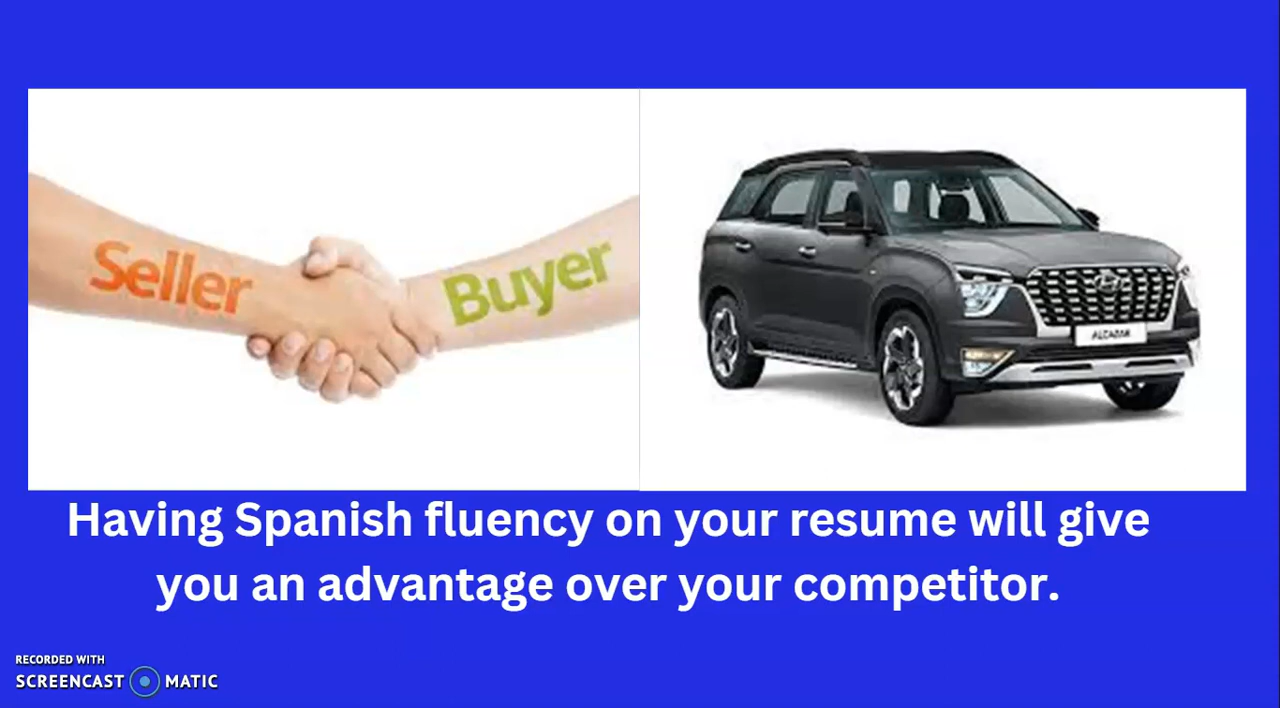 Seller
Buyer
ALCAZAR
Having Spanish fluency on your resume will give
you an advantage over your competitor.
RECORDED WITH
SCREENCAST MATIC